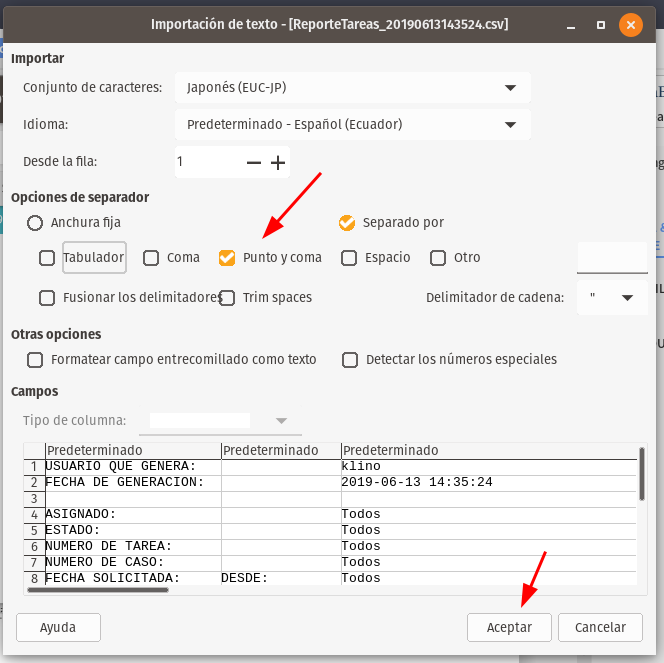 Importación de texto - [ReporteTareas_20190613143524.csv]
Importar
Conjunto de caracteres: Japonés (EUC-JP)
Idioma: Predeterminado - Español (Ecuador)
Desde la fila: 1
Opciones de separador
Anchura fija Separado por
Tabulador Coma Punto y coma Espacio Otro
Fusionar los delimitadores Trim spaces Delimitador de cadena: "
Otras opciones
Formatear campo entrecomillado como texto Detectar los números especiales
Campos
Tipo de columna:
Predeterminado Predeterminado Predeterminado
1 USUARIO QUE GENERA: klino
2 FECHA DE GENERACION: 2019-06-13 14:35:24
3
4 ASIGNADO: Todos
5 ESTADO: Todos
6 NUMERO DE TAREA: Todos
7 NUMERO DE CASO: Todos
8 FECHA SOLICITADA: DESDE: Todos
Ayuda Aceptar Cancelar